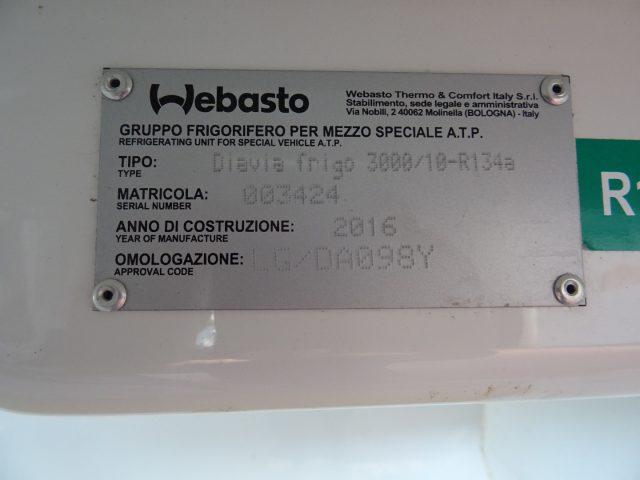 Webasto
Webasto Thermo & Comfort Italy S.r.l.
Stabilimento, sede legale e amministrativa
Via Nobili, 2 40062 Molinella (BOLOGNA) - Italy
GRUPPO FRIGORIFERO PER MEZZO SPECIALE A.T.P.
REFRIGERATING UNIT FOR SPECIAL VEHICLE A.T.P.
TIPO: Diavia frigo 3000/10-R134a
TYPE
MATRICOLA: 003424
SERIAL NUMBER
ANNO DI COSTRUZIONE: 2016
YEAR OF MANUFACTURE
OMOLOGAZIONE: LG/DA098Y
APPROVAL CODE